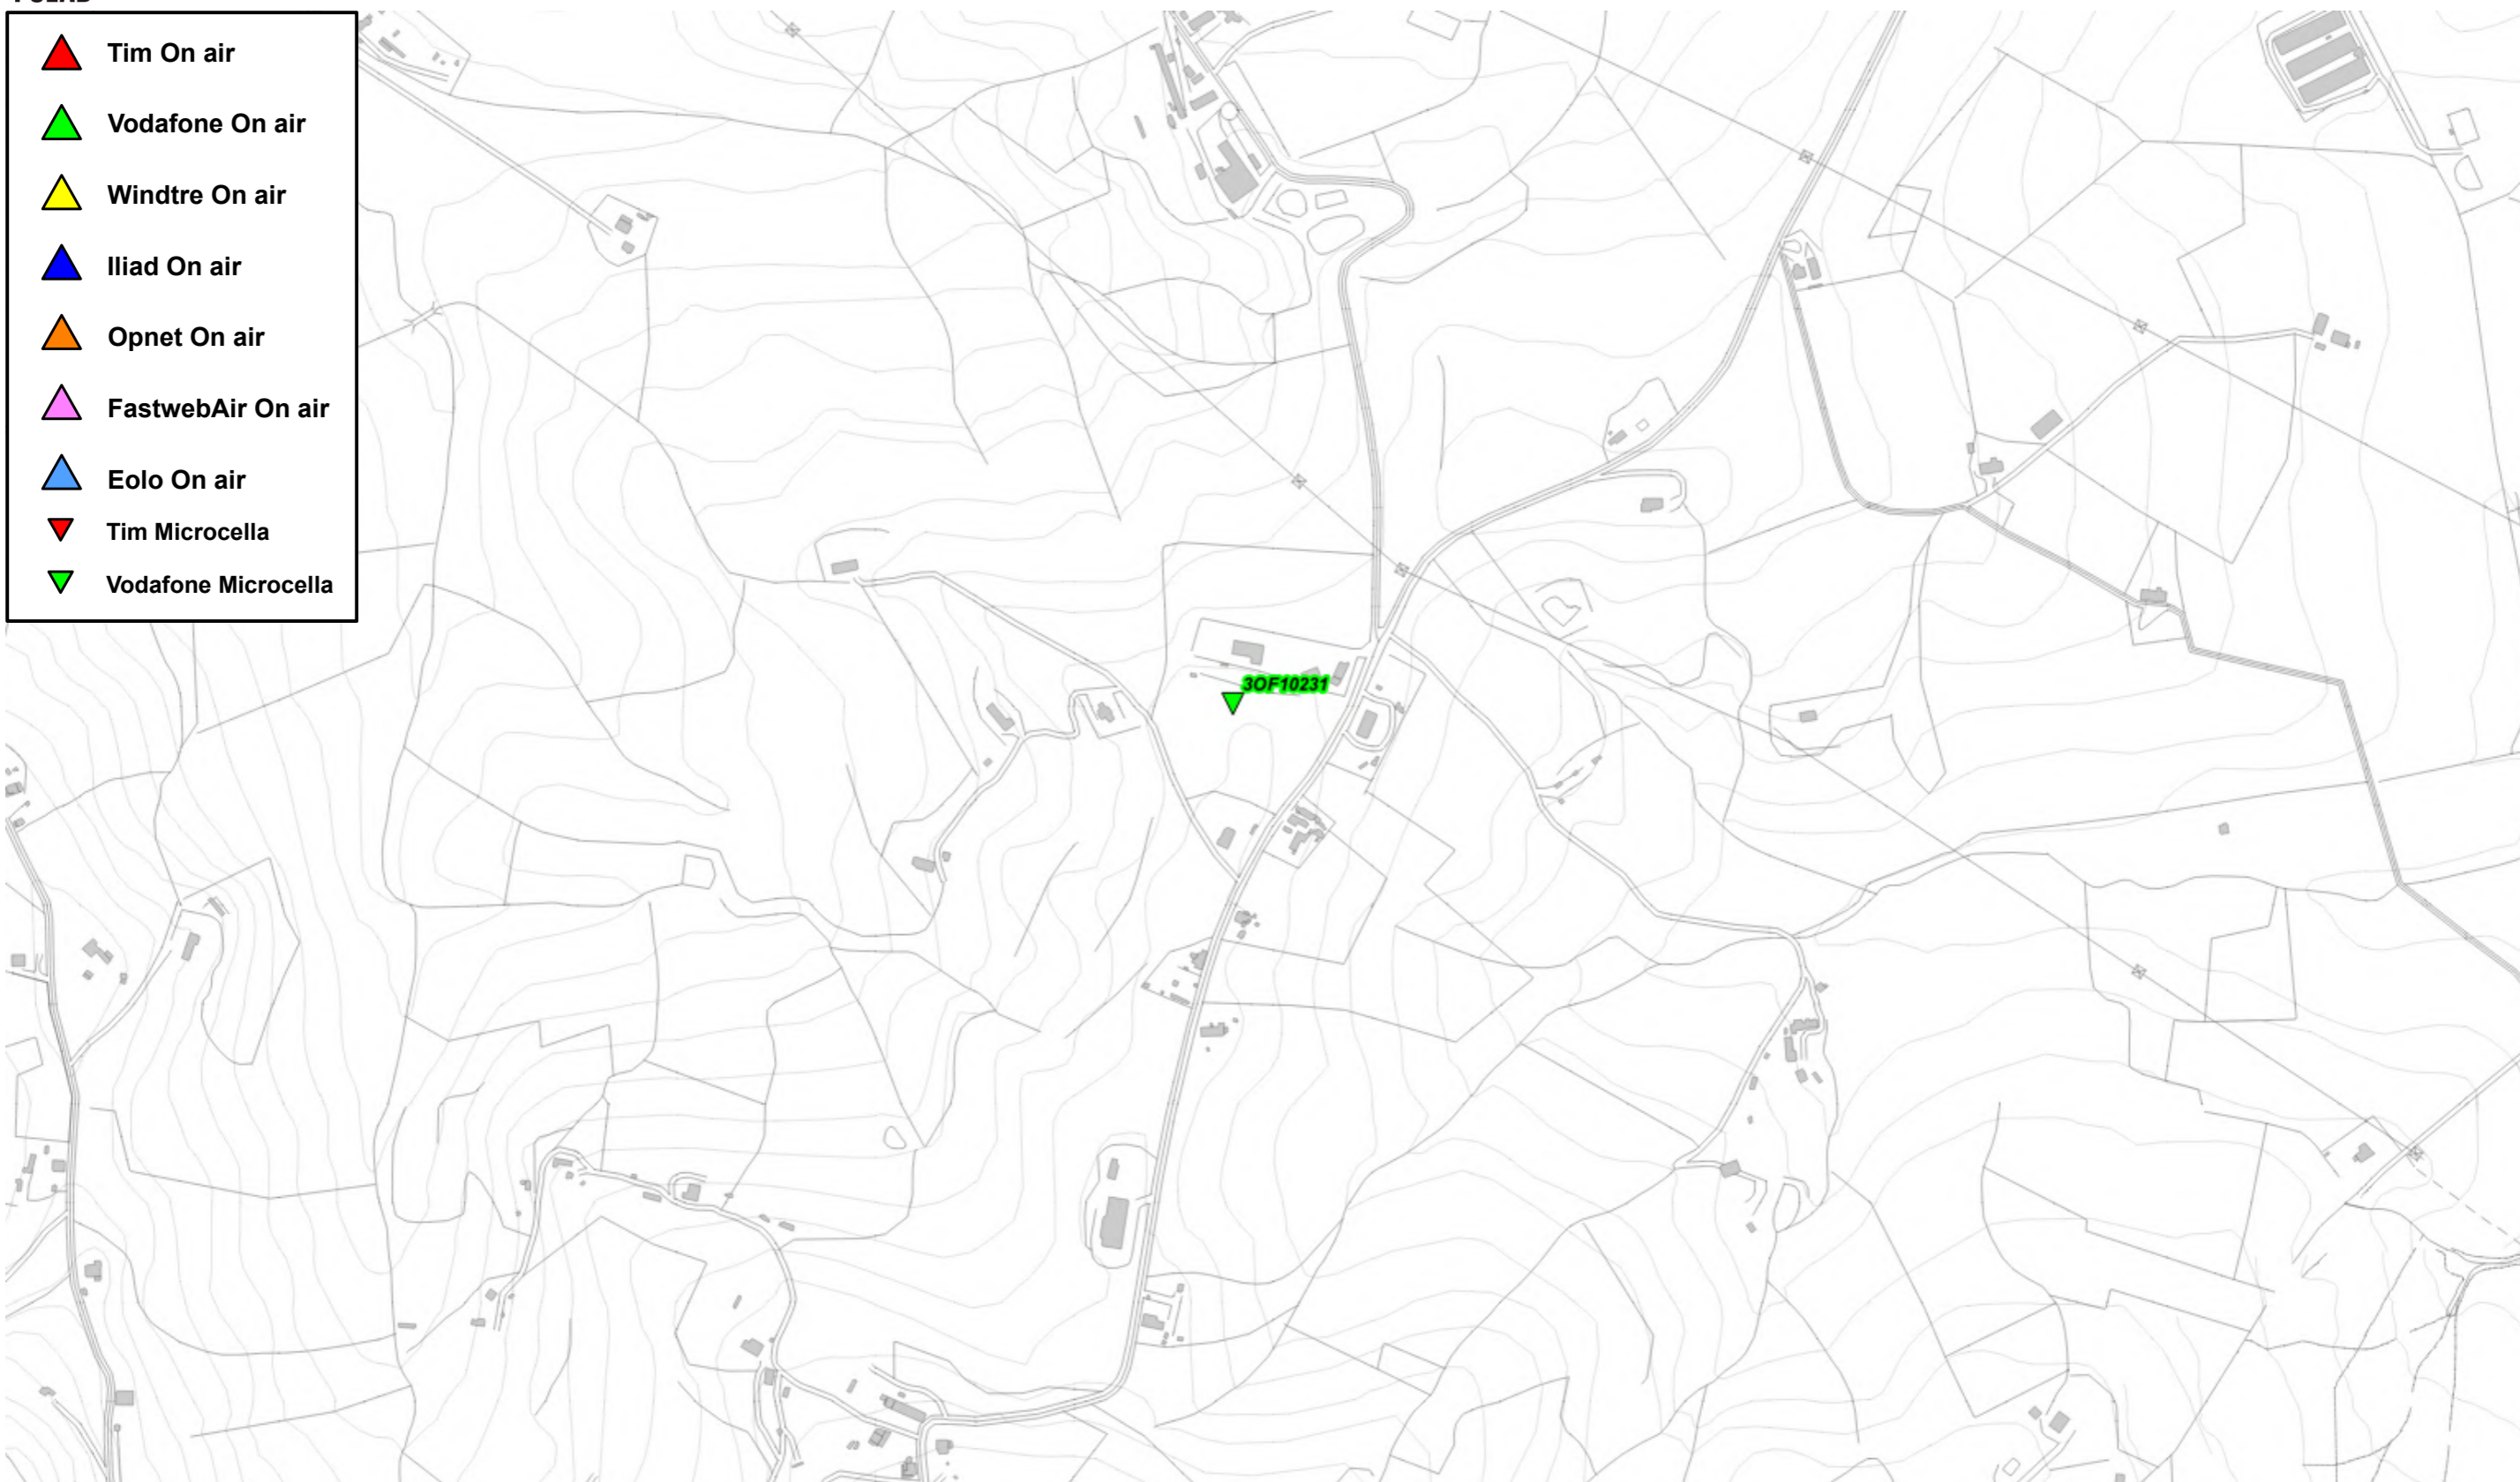 Tim On air
Vodafone On air
Windtre On air
Iliad On air
Opnet On air
FastwebAir On air
Eolo On air
Tim Microcella
Vodafone Microcella
3OF10231